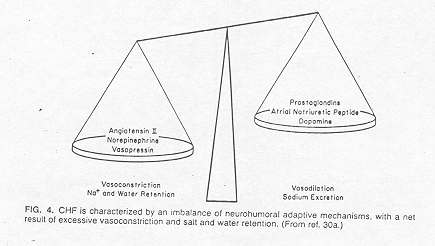 Angiotensin II
Norepinephrine
Vasopressin
Prostaglandins
Atrial Natriuretic Peptide
Dopamine
Vasoconstriction
Na+ and Water Retention
Vasodilation
Sodium Excretion
FIG. 4. CHF is characterized by an imbalance of neurohumoral adaptive mechanisms, with a net
result of excessive vasoconstriction and salt and water retention. (From ref. 30a.)